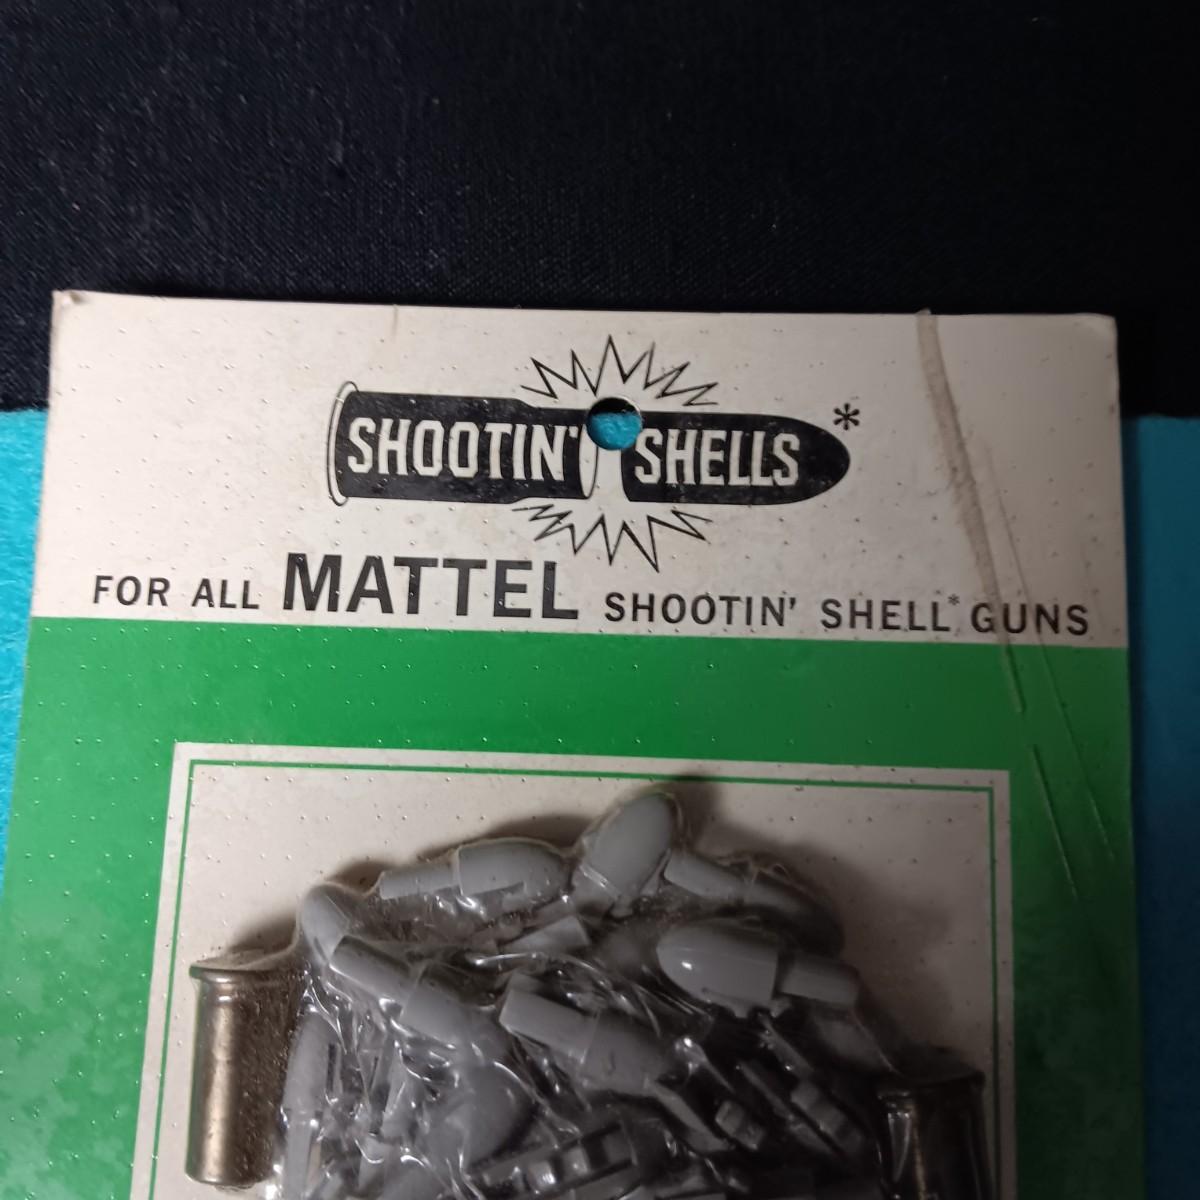 SHOOTIN' SHELLS*
FOR ALL MATTEL SHOOTIN' SHELL* GUNS